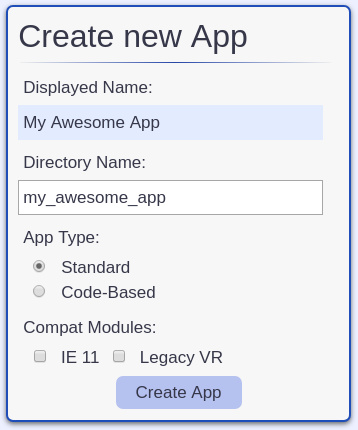 Create new App
Displayed Name:
My Awesome App
Directory Name:
my_awesome_app
App Type:
Standard
Code-Based
Compat Modules:
IE 11 Legacy VR
Create App